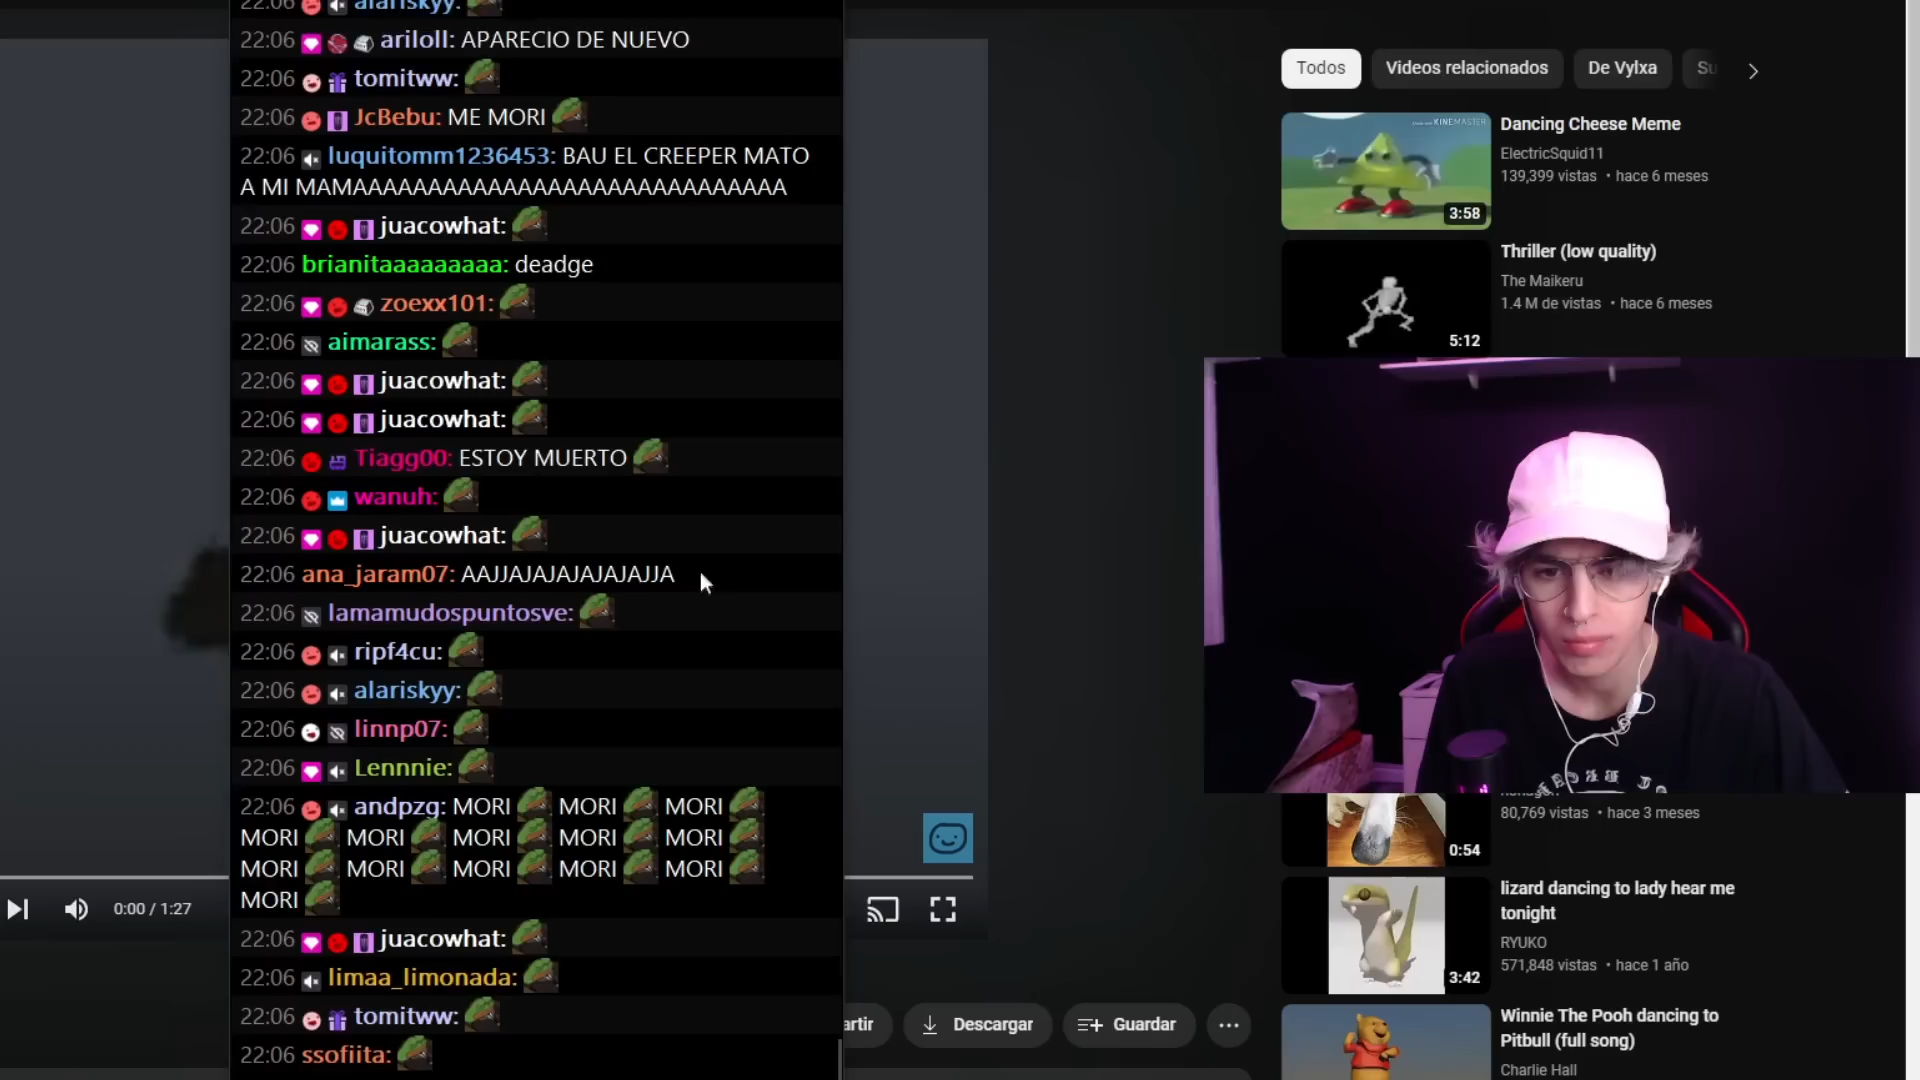 22:06 alariskyy:
22:06 ariloll: APARECIO DE NUEVO
22:06 tomitww:
22:06 JcBebu: ME MORI
22:06 luquitomm1236453: BAU EL CREEPER MATO
A MI MAMAAAAAAAAAAAAAAAAAAAAAAAAAAAAA
22:06 juacowhat:
22:06 brianitaaaaaaaaa: deadge
22:06 zoexx101:
22:06 aimarass:
22:06 juacowhat:
22:06 juacowhat:
22:06 Tiagg00: ESTOY MUERTO
22:06 wanuh:
22:06 juacowhat:
22:06 ana_jaram07: AAJJAJAJAJAJAJAJJA
22:06 lamamudospuntosve:
22:06 ripf4cu:
22:06 alariskyy:
22:06 linnp07:
22:06 Lennnie:
22:06 andpzg: MORI MORI MORI
MORI MORI MORI MORI MORI
MORI MORI MORI MORI MORI
MORI
22:06 juacowhat:
22:06 limaa_limonada:
22:06 tomitww:
22:06 ssofiita:
0:00 / 1:27
artir
Descargar
Guardar
Todos
Videos relacionados
De Vylxa
Su
KINEMASTER
3:58
Dancing Cheese Meme
ElectricSquid11
139,399 vistas • hace 6 meses
5:12
Thriller (low quality)
The Maikeru
1.4 M de vistas • hace 6 meses
80,769 vistas • hace 3 meses
0:54
lizard dancing to lady hear me
tonight
RYUKO
571,848 vistas • hace 1 año
3:42
Winnie The Pooh dancing to
Pitbull (full song)
Charlie Hall